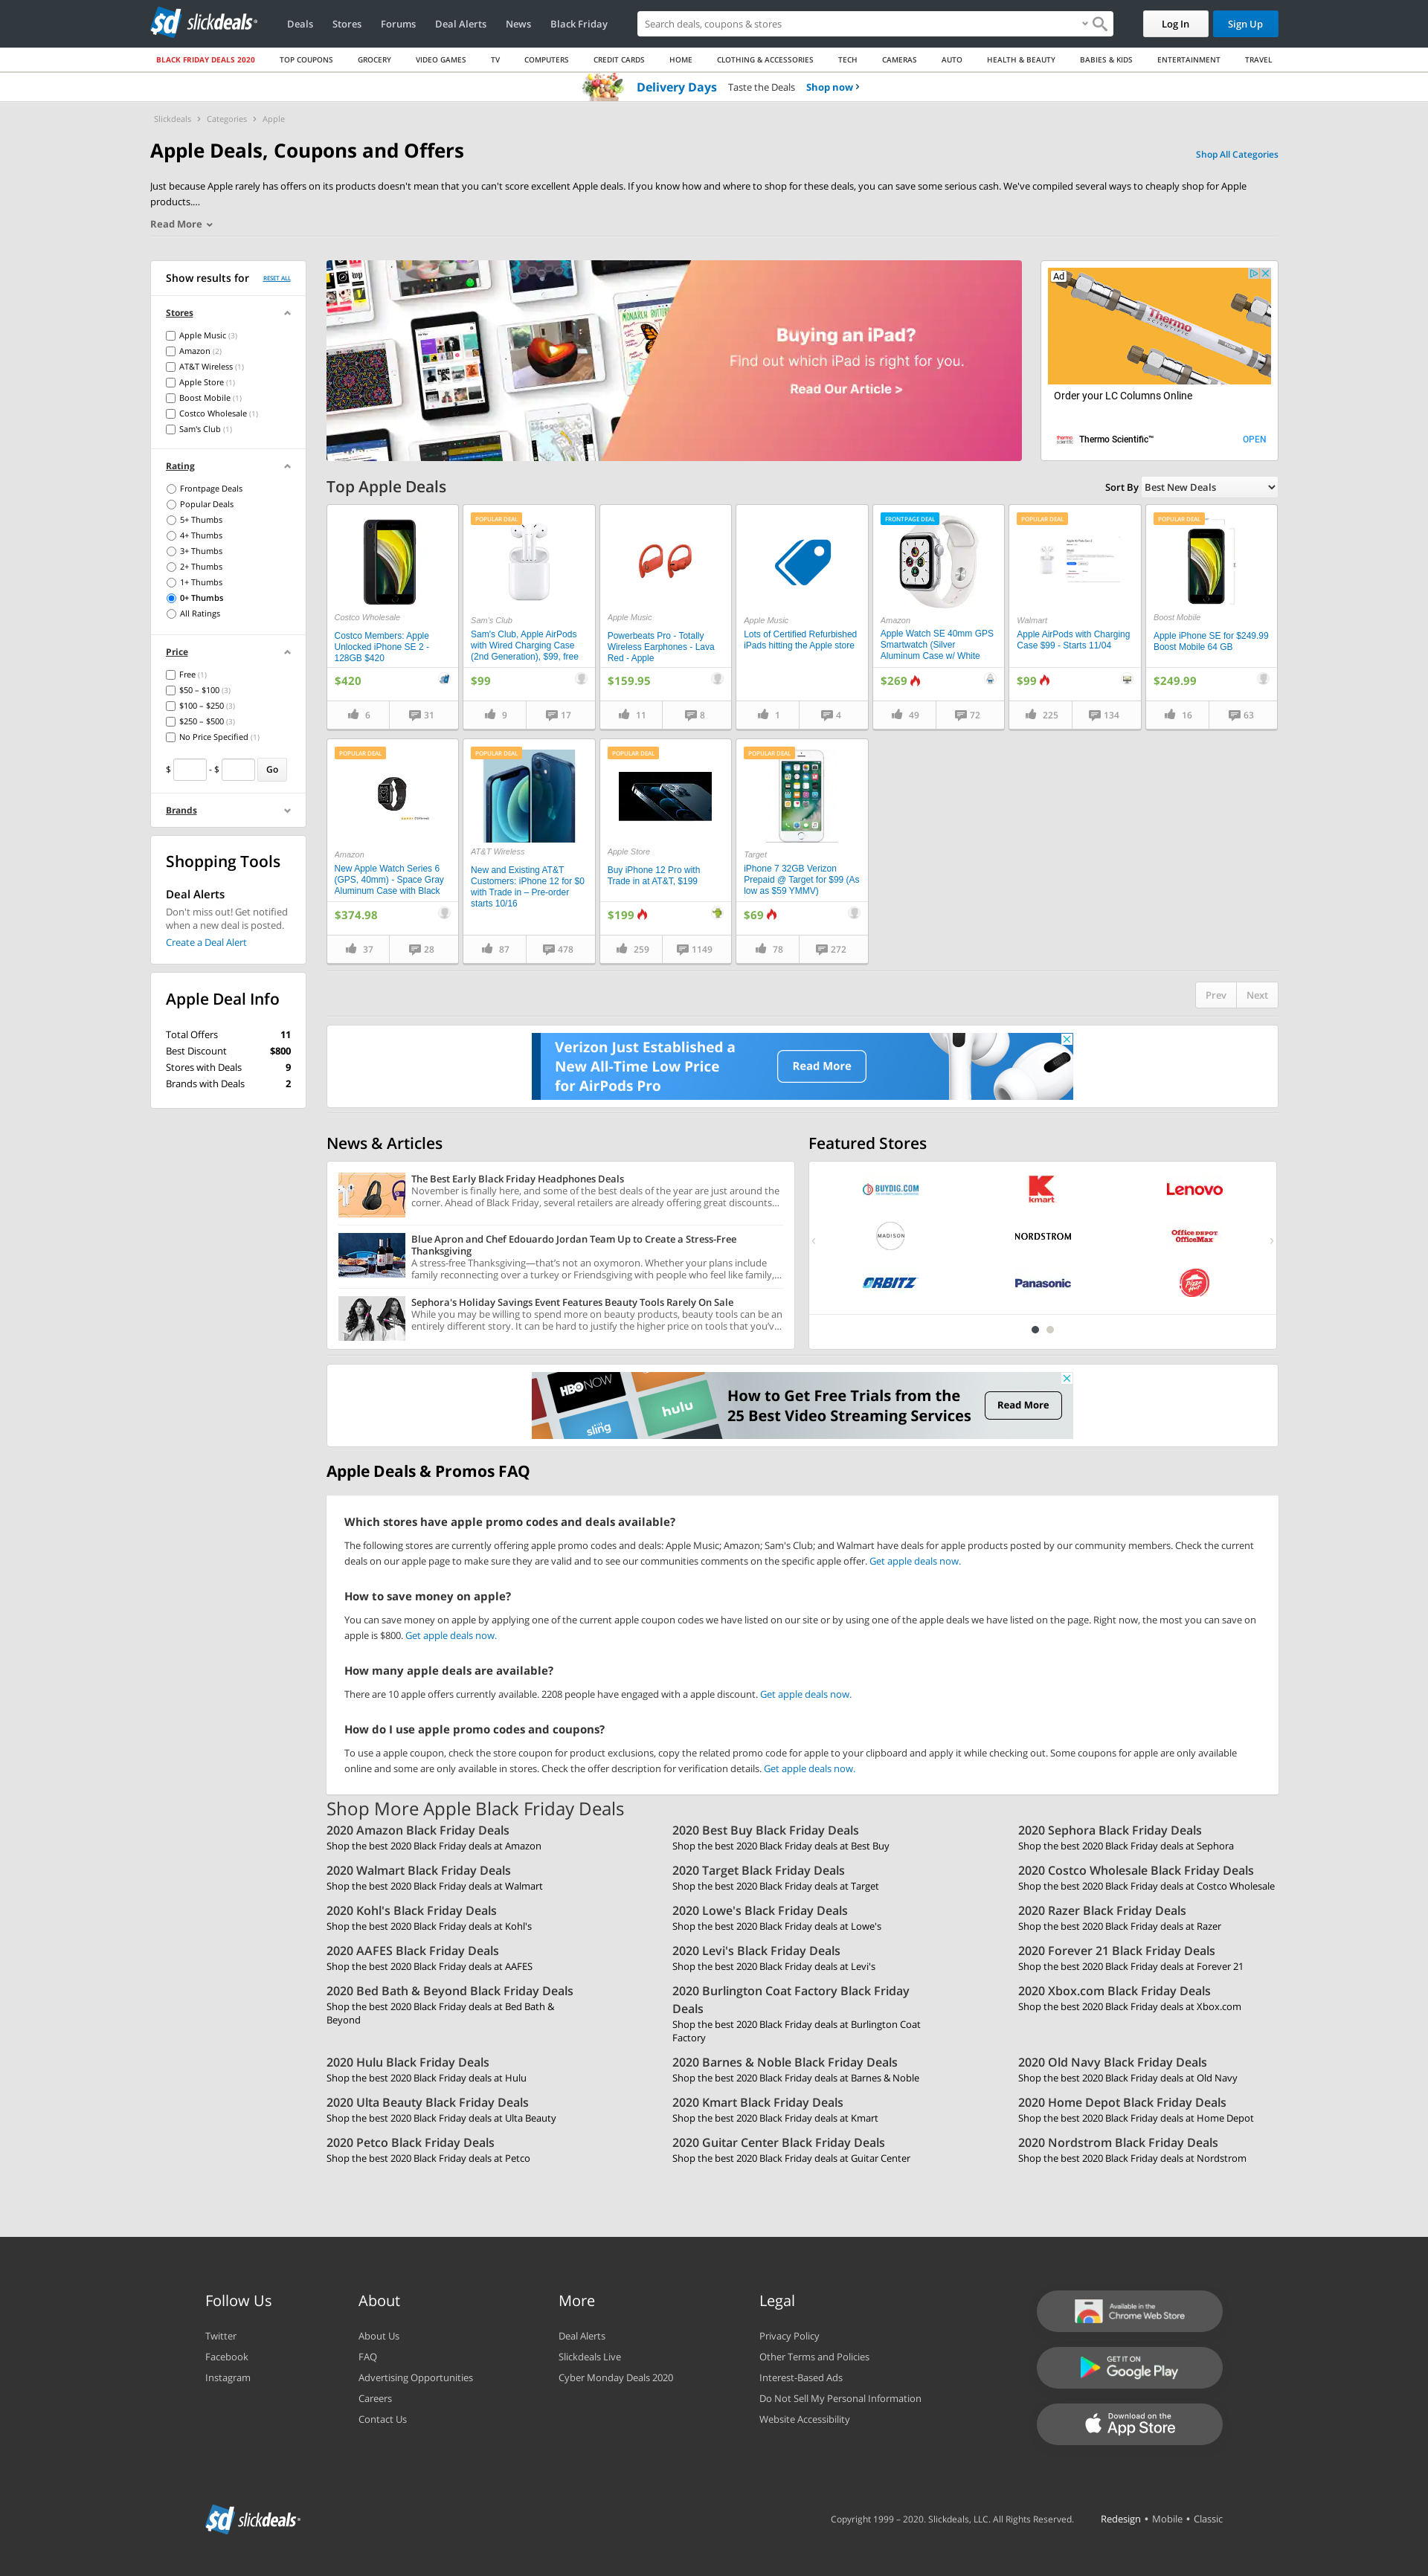 sd slickdeals
Deals Stores Forums Deal Alerts News Black Friday
Search deals, coupons & stores
Log In Sign Up
BLACK FRIDAY DEALS 2020 TOP COUPONS GROCERY VIDEO GAMES TV COMPUTERS CREDIT CARDS HOME CLOTHING & ACCESSORIES TECH CAMERAS AUTO HEALTH & BEAUTY BABIES & KIDS ENTERTAINMENT TRAVEL
Delivery Days Taste the Deals Shop now >
Slickdeals > Categories > Apple
Apple Deals, Coupons and Offers
Shop All Categories
Just because Apple rarely has offers on its products doesn't mean that you can't score excellent Apple deals. If you know how and where to shop for these deals, you can save some serious cash. We've compiled several ways to cheaply shop for Apple
products....
Read More
Show results for RESET ALL
Stores
Apple Music (3)
Amazon (2)
AT&T Wireless (1)
Apple Store (1)
Boost Mobile (1)
Costco Wholesale (1)
Sam's Club (1)
Rating
Frontpage Deals
Popular Deals
5+ Thumbs
4+ Thumbs
3+ Thumbs
2+ Thumbs
1+ Thumbs
0+ Thumbs
All Ratings
Price
Free (1)
$50 – $100 (3)
$100 – $250 (3)
$250 – $500 (3)
No Price Specified (1)
$ - $ Go
Brands
Shopping Tools
Deal Alerts
Don't miss out! Get notified
when a new deal is posted.
Create a Deal Alert
Apple Deal Info
Total Offers 11
Best Discount $800
Stores with Deals 9
Brands with Deals 2
Buying an iPad?
Find out which iPad is right for you.
Read Our Article >
Ad
Thermo
SCIENTIFIC
Order your LC Columns Online
Thermo Scientific™ OPEN
Top Apple Deals
Sort By Best New Deals
Costco Wholesale
Costco Members: Apple
Unlocked iPhone SE 2 -
128GB $420
$420
6 31
POPULAR DEAL
Sam's Club
Sam's Club, Apple AirPods
with Wired Charging Case
(2nd Generation), $99, free
$99
9 17
Apple Music
Powerbeats Pro - Totally
Wireless Earphones - Lava
Red - Apple
$159.95
11 8
Apple Music
Lots of Certified Refurbished
iPads hitting the Apple store
1 4
FRONTPAGE DEAL
Amazon
Apple Watch SE 40mm GPS
Smartwatch (Silver
Aluminum Case w/ White
$269
49 72
POPULAR DEAL
Walmart
Apple AirPods with Charging
Case $99 - Starts 11/04
$99
225 134
POPULAR DEAL
Boost Mobile
Apple iPhone SE for $249.99
Boost Mobile 64 GB
$249.99
16 63
POPULAR DEAL
Amazon
New Apple Watch Series 6
(GPS, 40mm) - Space Gray
Aluminum Case with Black
$374.98
37 28
POPULAR DEAL
AT&T Wireless
New and Existing AT&T
Customers: iPhone 12 for $0
with Trade in – Pre-order
starts 10/16
87 478
POPULAR DEAL
Apple Store
Buy iPhone 12 Pro with
Trade in at AT&T, $199
$199
259 1149
POPULAR DEAL
Target
iPhone 7 32GB Verizon
Prepaid @ Target for $99 (As
low as $59 YMMV)
$69
78 272
Prev Next
Verizon Just Established a
New All-Time Low Price
for AirPods Pro
Read More
News & Articles
The Best Early Black Friday Headphones Deals
November is finally here, and some of the best deals of the year are just around the
corner. Ahead of Black Friday, several retailers are already offering great discounts...
Blue Apron and Chef Edouardo Jordan Team Up to Create a Stress-Free
Thanksgiving
A stress-free Thanksgiving—that's not an oxymoron. Whether your plans include
family reconnecting over a turkey or Friendsgiving with people who feel like family,...
Sephora's Holiday Savings Event Features Beauty Tools Rarely On Sale
While you may be willing to spend more on beauty products, beauty tools can be an
entirely different story. It can be hard to justify the higher price on tools that you'v...
Featured Stores
BUYDIG.COM
K kmart
Lenovo
MADISON
NORDSTROM
Office DEPOT
OfficeMax
ORBITZ
Panasonic
Pizza Hut
HBO NOW
hulu
sling
How to Get Free Trials from the
25 Best Video Streaming Services
Read More
Apple Deals & Promos FAQ
Which stores have apple promo codes and deals available?
The following stores are currently offering apple promo codes and deals: Apple Music; Amazon; Sam's Club; and Walmart have deals for apple products posted by our community members. Check the current
deals on our apple page to make sure they are valid and to see our communities comments on the specific apple offer. Get apple deals now.
How to save money on apple?
You can save money on apple by applying one of the current apple coupon codes we have listed on our site or by using one of the apple deals we have listed on the page. Right now, the most you can save on
apple is $800. Get apple deals now.
How many apple deals are available?
There are 10 apple offers currently available. 2208 people have engaged with a apple discount. Get apple deals now.
How do I use apple promo codes and coupons?
To use a apple coupon, check the store coupon for product exclusions, copy the related promo code for apple to your clipboard and apply it while checking out. Some coupons for apple are only available
online and some are only available in stores. Check the offer description for verification details. Get apple deals now.
Shop More Apple Black Friday Deals
2020 Amazon Black Friday Deals
Shop the best 2020 Black Friday deals at Amazon
2020 Best Buy Black Friday Deals
Shop the best 2020 Black Friday deals at Best Buy
2020 Sephora Black Friday Deals
Shop the best 2020 Black Friday deals at Sephora
2020 Walmart Black Friday Deals
Shop the best 2020 Black Friday deals at Walmart
2020 Target Black Friday Deals
Shop the best 2020 Black Friday deals at Target
2020 Costco Wholesale Black Friday Deals
Shop the best 2020 Black Friday deals at Costco Wholesale
2020 Kohl's Black Friday Deals
Shop the best 2020 Black Friday deals at Kohl's
2020 Lowe's Black Friday Deals
Shop the best 2020 Black Friday deals at Lowe's
2020 Razer Black Friday Deals
Shop the best 2020 Black Friday deals at Razer
2020 AAFES Black Friday Deals
Shop the best 2020 Black Friday deals at AAFES
2020 Levi's Black Friday Deals
Shop the best 2020 Black Friday deals at Levi's
2020 Forever 21 Black Friday Deals
Shop the best 2020 Black Friday deals at Forever 21
2020 Bed Bath & Beyond Black Friday Deals
Shop the best 2020 Black Friday deals at Bed Bath &
Beyond
2020 Burlington Coat Factory Black Friday
Deals
Shop the best 2020 Black Friday deals at Burlington Coat
Factory
2020 Xbox.com Black Friday Deals
Shop the best 2020 Black Friday deals at Xbox.com
2020 Hulu Black Friday Deals
Shop the best 2020 Black Friday deals at Hulu
2020 Barnes & Noble Black Friday Deals
Shop the best 2020 Black Friday deals at Barnes & Noble
2020 Old Navy Black Friday Deals
Shop the best 2020 Black Friday deals at Old Navy
2020 Ulta Beauty Black Friday Deals
Shop the best 2020 Black Friday deals at Ulta Beauty
2020 Kmart Black Friday Deals
Shop the best 2020 Black Friday deals at Kmart
2020 Home Depot Black Friday Deals
Shop the best 2020 Black Friday deals at Home Depot
2020 Petco Black Friday Deals
Shop the best 2020 Black Friday deals at Petco
2020 Guitar Center Black Friday Deals
Shop the best 2020 Black Friday deals at Guitar Center
2020 Nordstrom Black Friday Deals
Shop the best 2020 Black Friday deals at Nordstrom
Follow Us
Twitter
Facebook
Instagram
About
About Us
FAQ
Advertising Opportunities
Careers
Contact Us
More
Deal Alerts
Slickdeals Live
Cyber Monday Deals 2020
Legal
Privacy Policy
Other Terms and Policies
Interest-Based Ads
Do Not Sell My Personal Information
Website Accessibility
Available in the
Chrome Web Store
GET IT ON
Google Play
Download on the
App Store
sd slickdeals
Copyright 1999 – 2020. Slickdeals, LLC. All Rights Reserved.
Redesign • Mobile • Classic